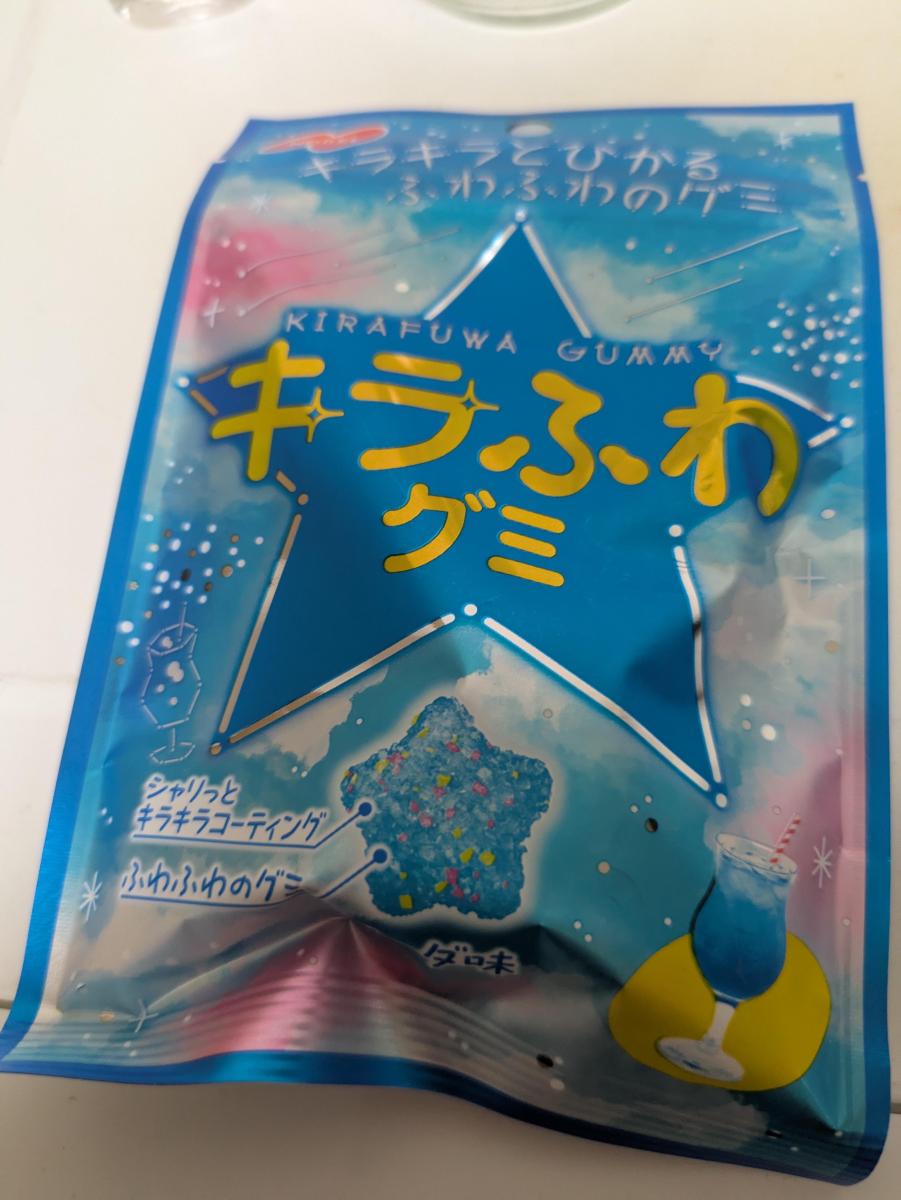 キラキラとひかる
ふわふわのグミ
KIRAFUWA GUMMY
キラふわ
グミ
シャリっと
キラキラコーティング
ふわふわのグミ
ダ味